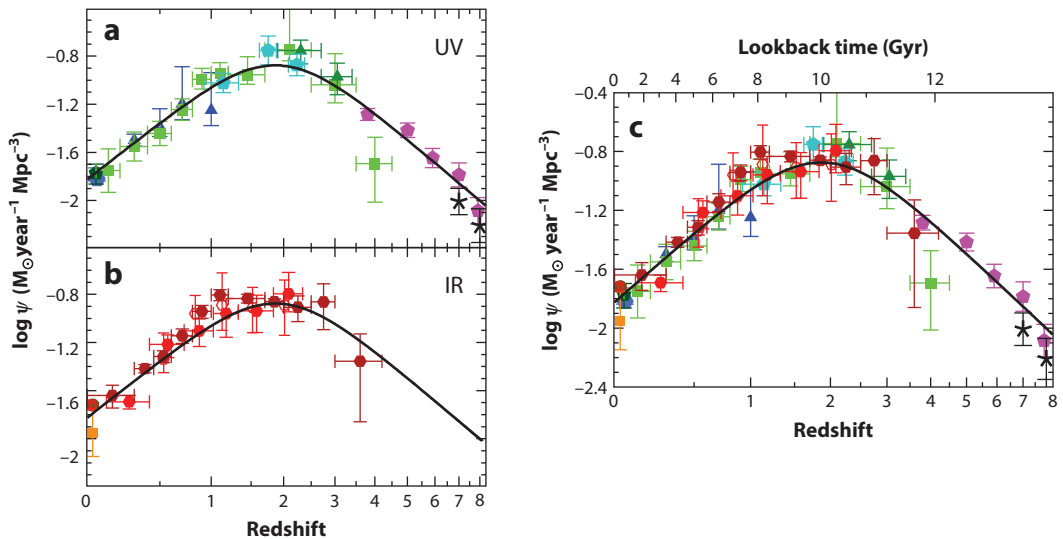 a
UV
−0.8
−1.2
−1.6
−2
b
IR
−0.8
−1.2
−1.6
−2
log ψ (M⊙ year−1 Mpc−3)
0 1 2 3 4 5 6 7 8
Redshift
Lookback time (Gyr)
0 2 4 6 8 10 12
c
−0.4
−0.8
−1.2
−1.6
−2
−2.4
log ψ (M⊙ year−1 Mpc−3)
0 1 2 3 4 5 6 7 8
Redshift